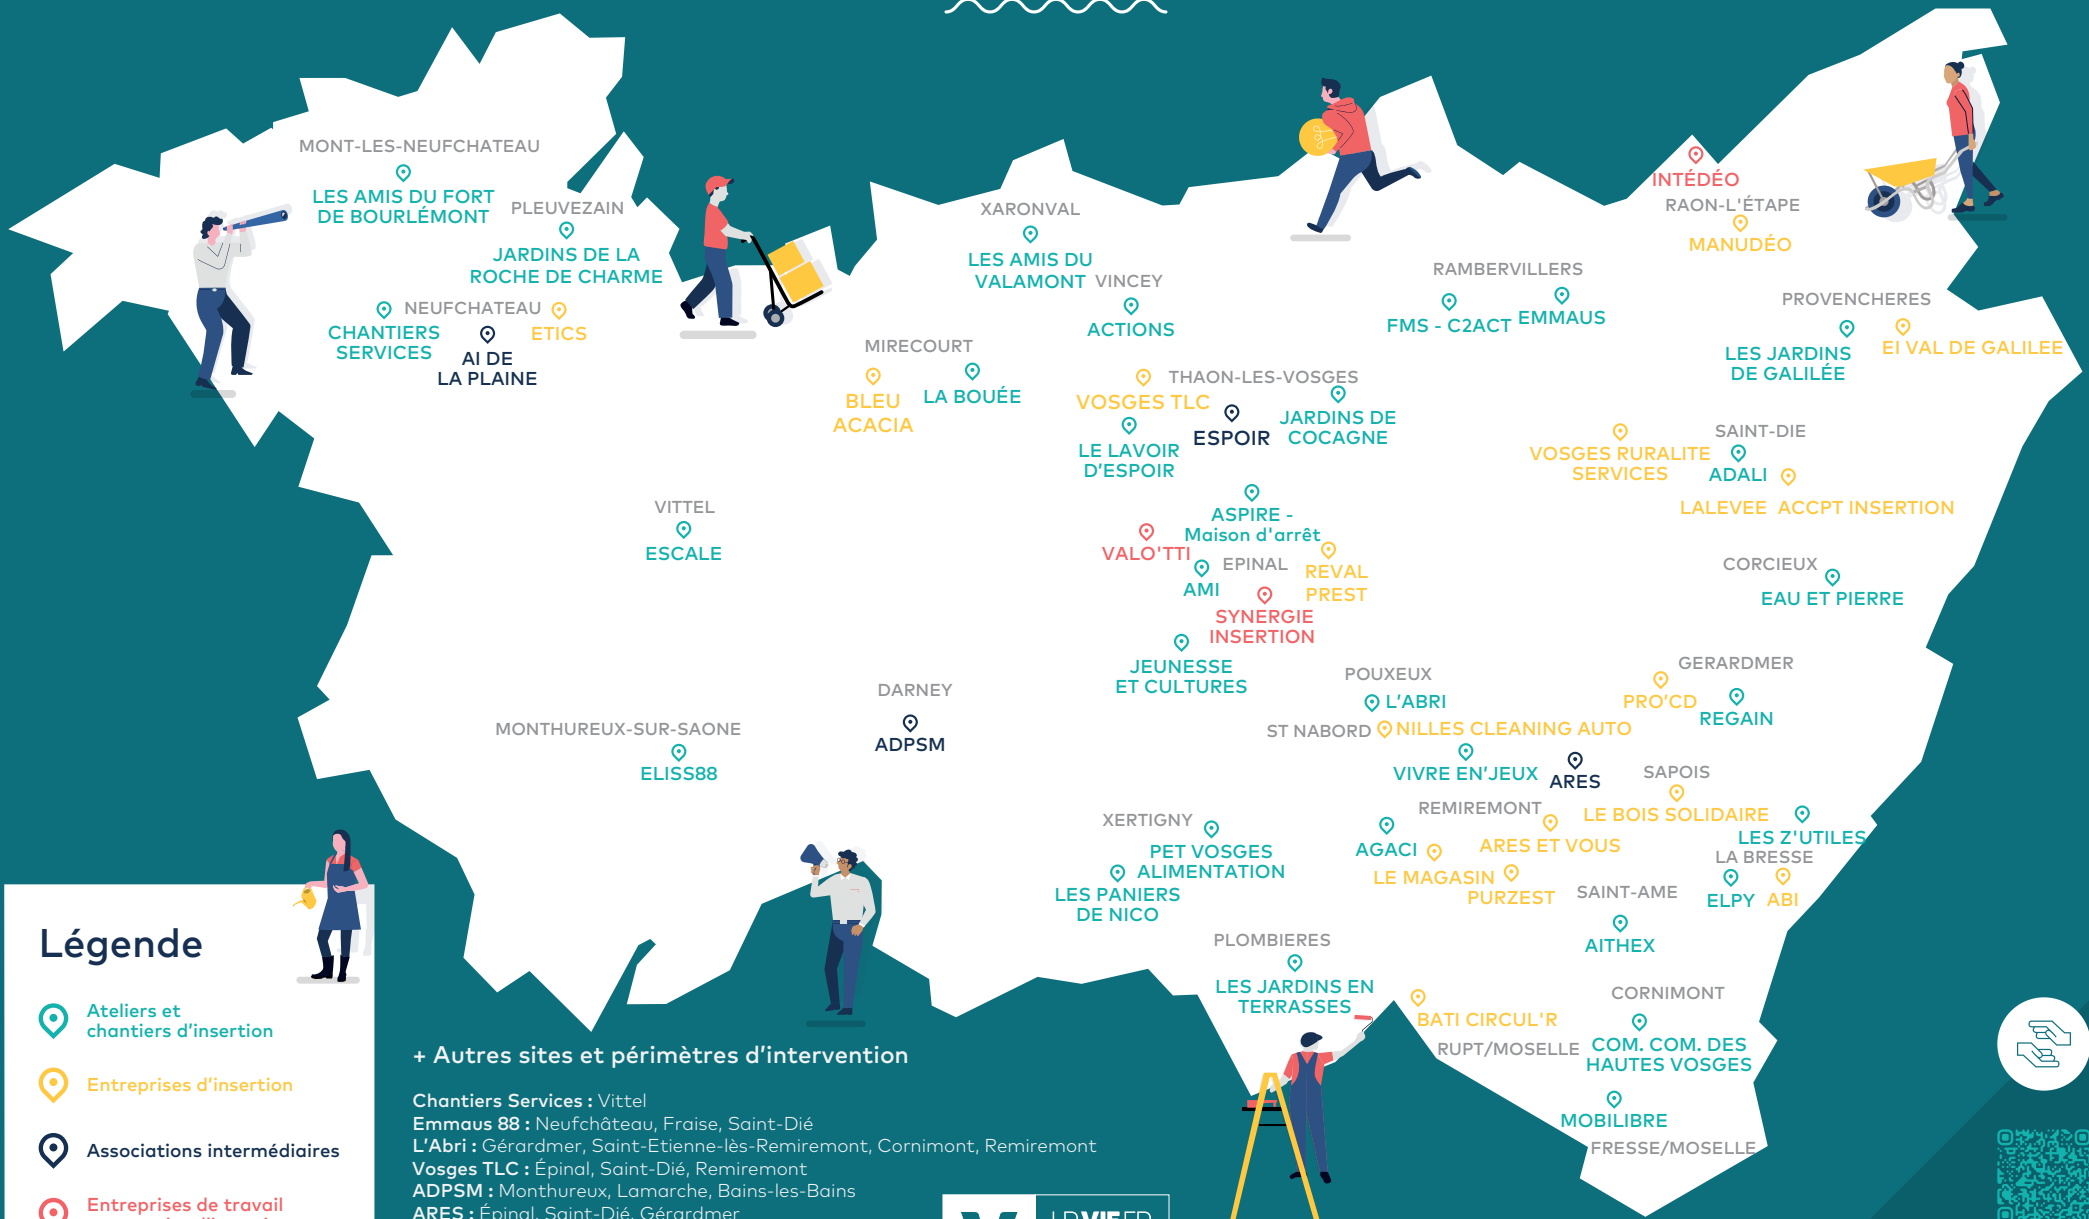 MONT-LES-NEUFCHATEAU
LES AMIS DU FORT
DE BOURLÉMONT
PLEUVEZAIN
JARDINS DE LA
ROCHE DE CHARME
NEUFCHATEAU
CHANTIERS
SERVICES
AI DE
LA PLAINE
ETICS
XARONVAL
LES AMIS DU
VALAMONT
VINCEY
ACTIONS
MIRECOURT
BLEU
ACACIA
LA BOUÉE
THAON-LES-VOSGES
VOSGES TLC
ESPOIR
JARDINS DE
COCAGNE
LE LAVOIR
D'ESPOIR
RAMBERVILLERS
FMS - C2ACT
EMMAUS
INTÉDÉO
RAON-L'ÉTAPE
MANUDÉO
PROVENCHERES
LES JARDINS
DE GALILÉE
EI VAL DE GALILEE
SAINT-DIE
VOSGES RURALITE
SERVICES
ADALI
LALEVEE ACCPT INSERTION
VITTEL
ESCALE
ASPIRE -
Maison d'arrêt
VALO'TTI
EPINAL
AMI
REVAL
PREST
SYNERGIE
INSERTION
JEUNESSE
ET CULTURES
CORCIEUX
EAU ET PIERRE
DARNEY
ADPSM
MONTHUREUX-SUR-SAONE
ELISS88
POUXEUX
L'ABRI
ST NABORD
NILLES CLEANING AUTO
GERARDMER
PRO'CD
REGAIN
VIVRE EN'JEUX
ARES
SAPOIS
LE BOIS SOLIDAIRE
REMIREMONT
ARES ET VOUS
AGACI
LE MAGASIN
PURZEST
LES Z'UTILES
LA BRESSE
ELPY
ABI
XERTIGNY
PET VOSGES
ALIMENTATION
LES PANIERS
DE NICO
SAINT-AME
AITHEX
PLOMBIERES
LES JARDINS EN
TERRASSES
BATI CIRCUL'R
RUPT/MOSELLE
CORNIMONT
COM. COM. DES
HAUTES VOSGES
MOBILIBRE
FRESSE/MOSELLE
Légende
Ateliers et
chantiers d'insertion
Entreprises d'insertion
Associations intermédiaires
Entreprises de travail
+ Autres sites et périmètres d'intervention
Chantiers Services : Vittel
Emmaus 88 : Neufchâteau, Fraise, Saint-Dié
L'Abri : Gérardmer, Saint-Etienne-lès-Remiremont, Cornimont, Remiremont
Vosges TLC : Épinal, Saint-Dié, Remiremont
ADPSM : Monthureux, Lamarche, Bains-les-Bains
ARES : Épinal, Saint-Dié, Gérardmer